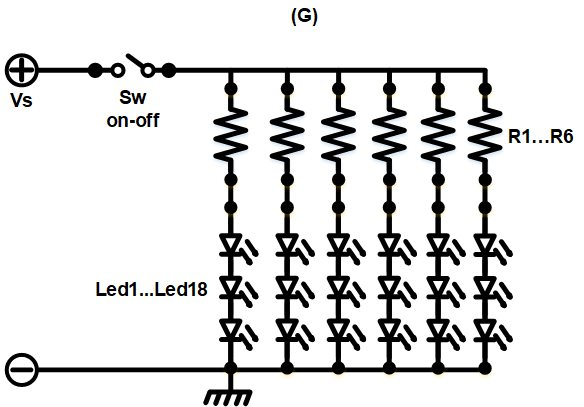 (G)
Vs
Sw
on-off
R1...R6
Led1...Led18